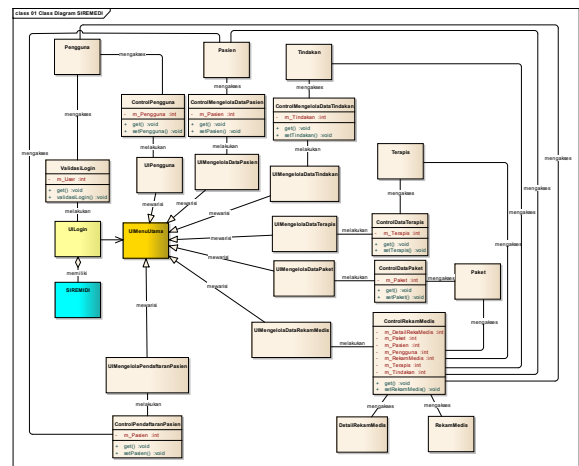 class 01 Class Diagram SIREMEDI
Pengguna
Pasien
Tindakan
mengakses
mengakses
mengakses
ControlPengguna
- m_Pengguna :int
+ get() :void
+ setPengguna() :void
ControlMengelolaDataPasien
- m_Pasien :int
+ get() :void
+ setPasien() :void
ControlMengelolaDataTindakan
- m_Tindakan :int
+ get() :void
+ setTindakan() :void
mengakses
mengakses
melakukan
melakukan
melakukan
Terapis
ValidasiLogin
- m_User :int
+ get() :void
+ validasiLogin() :void
UiPengguna
UIMengelolaDataPasien
UIMengelolaDataTindakan
mengakses
melakukan
mewarisi
mewarisi
mewarisi
UILogin
UIMenuUtama
UIMengelolaDataTerapis
mewarisi
melakukan
ControlDataTerapis
- m_Terapis :int
+ get() :void
+ setTerapis() :void
memiliki
SIREMIDI
mewarisi
UIMengelolaDataPaket
melakukan
ControlDataPaket
- m_Paket :int
+ get() :void
+ setPaket() :void
mengakses
Paket
mewarisi
mewarisi
UIMengelolaDataRekamMedis
melakukan
ControlRekamMedis
- m_DetailRekaMedis :int
- m_Paket :int
- m_Pasien :int
- m_Pengguna :int
- m_RekamMedis :int
- m_Terapis :int
- m_Tindakan :int
+ get() :void
+ setRekamMedis() :void
mengakses
UIMengelolaPendaftaranPasien
melakukan
mengakses
mengakses
ControlPendaftaranPasien
- m_Pasien :int
+ get() :void
+ setPasien() :void
DetailRekamMedis
RekamMedis